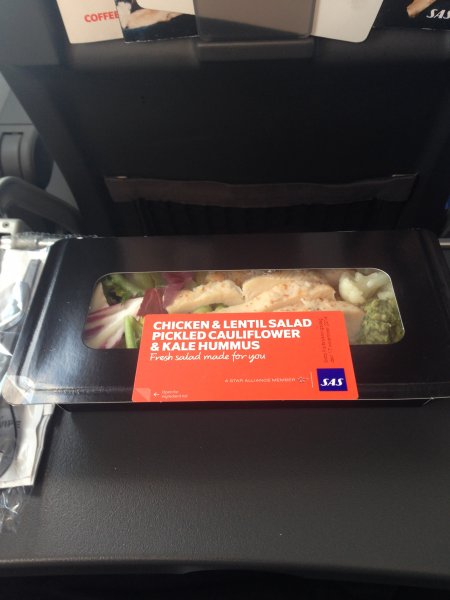 COFFEE
SAS
CHICKEN & LENTIL SALAD
PICKLED CAULIFLOWER
& KALE HUMMUS
Fresh salad made for you
A STAR ALLIANCE MEMBER
SAS